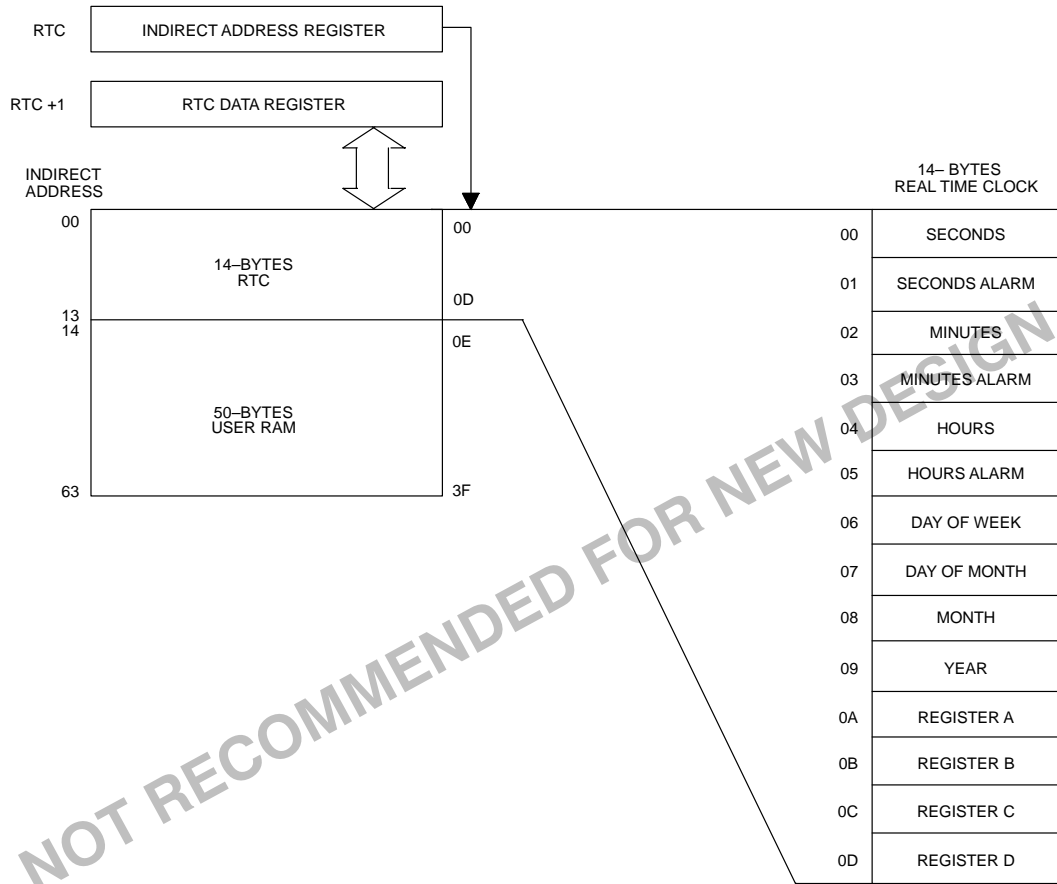 RTC INDIRECT ADDRESS REGISTER
RTC +1 RTC DATA REGISTER
INDIRECT
ADDRESS
00
13
14
63
14–BYTES
RTC
50–BYTES
USER RAM
00
0D
0E
3F
14– BYTES
REAL TIME CLOCK
00 SECONDS
01 SECONDS ALARM
02 MINUTES
03 MINUTES ALARM
04 HOURS
05 HOURS ALARM
06 DAY OF WEEK
07 DAY OF MONTH
08 MONTH
09 YEAR
0A REGISTER A
0B REGISTER B
0C REGISTER C
0D REGISTER D
NOT RECOMMENDED FOR NEW DESIGN